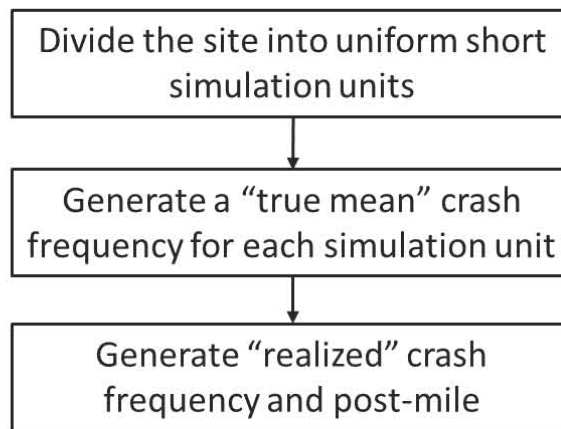 Divide the site into uniform short
simulation units
Generate a “true mean” crash
frequency for each simulation unit
Generate “realized” crash
frequency and post-mile